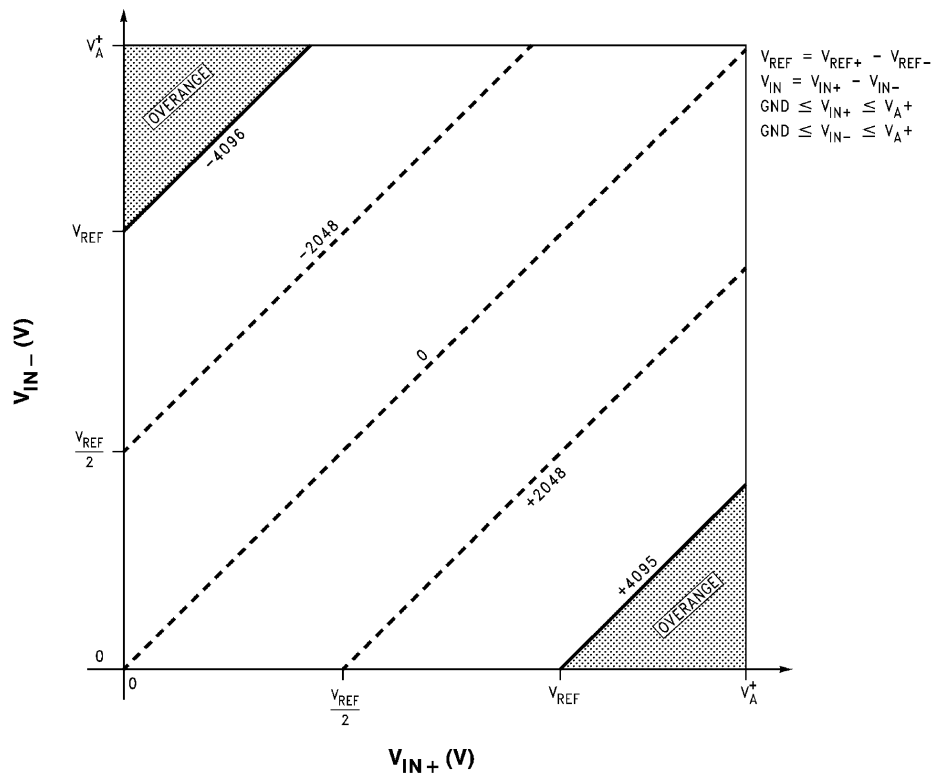 V_A^+
V_REF = V_REF+ − V_REF−
V_IN = V_IN+ − V_IN−
GND ≤ V_IN+ ≤ V_A+
GND ≤ V_IN− ≤ V_A+
OVERANGE
−4096
V_REF
−2048
V_IN− (V)
0
V_REF
2
+2048
+4095
OVERANGE
0
0
V_REF
2
V_REF
V_A^+
V_IN+ (V)